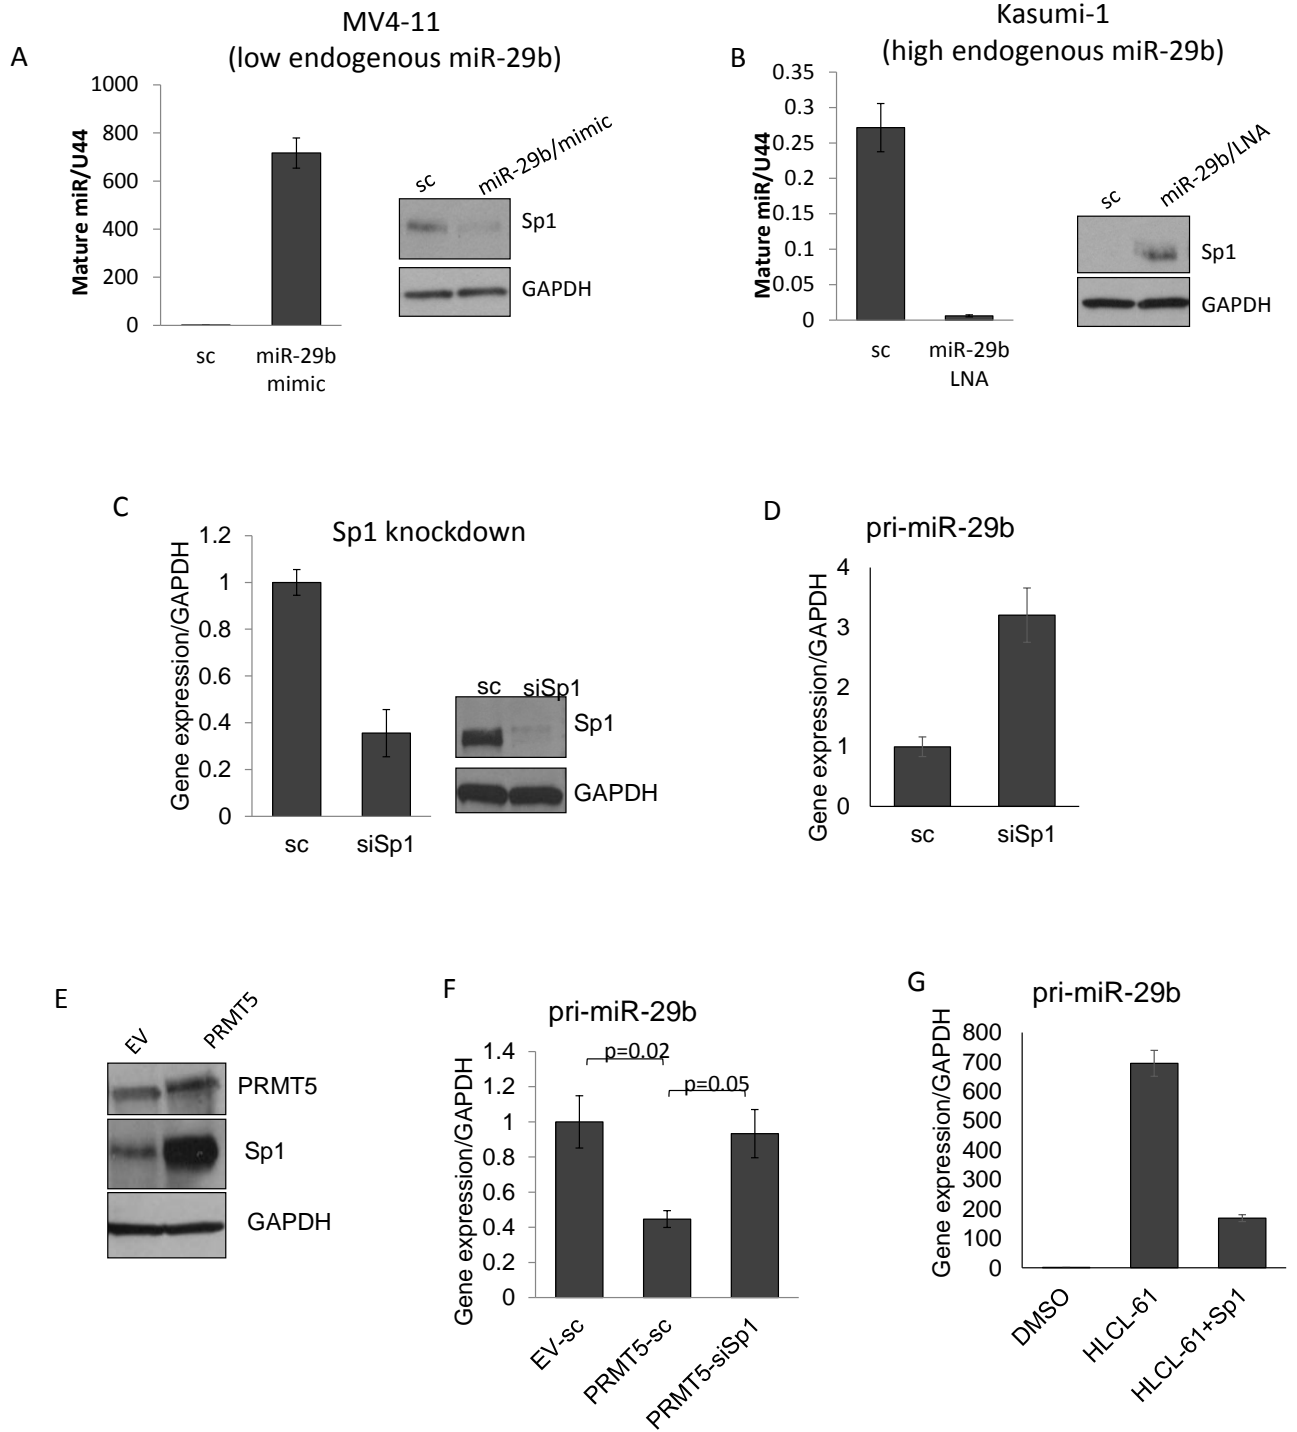 MV4-11
(low endogenous miR-29b)
A
Mature miR/U44
1000
800
600
400
200
0
sc
miR-29b
mimic
sc
miR-29b/mimic
Sp1
GAPDH
Kasumi-1
(high endogenous miR-29b)
B
Mature miR/U44
0.35
0.3
0.25
0.2
0.15
0.1
0.05
0
sc
miR-29b
LNA
sc
miR-29b/LNA
Sp1
GAPDH
C
Sp1 knockdown
Gene expression/GAPDH
1.2
1
0.8
0.6
0.4
0.2
0
sc
siSp1
sc
siSp1
Sp1
GAPDH
D
pri-miR-29b
Gene expression/GAPDH
4
3
2
1
0
sc
siSp1
E
EV
PRMT5
PRMT5
Sp1
GAPDH
F
pri-miR-29b
Gene expression/GAPDH
1.4
1.2
1
0.8
0.6
0.4
0.2
0
p=0.02
p=0.05
EV-sc
PRMT5-sc
PRMT5-siSp1
G
pri-miR-29b
Gene expression/GAPDH
800
700
600
500
400
300
200
100
0
DMSO
HLCL-61
HLCL-61+Sp1